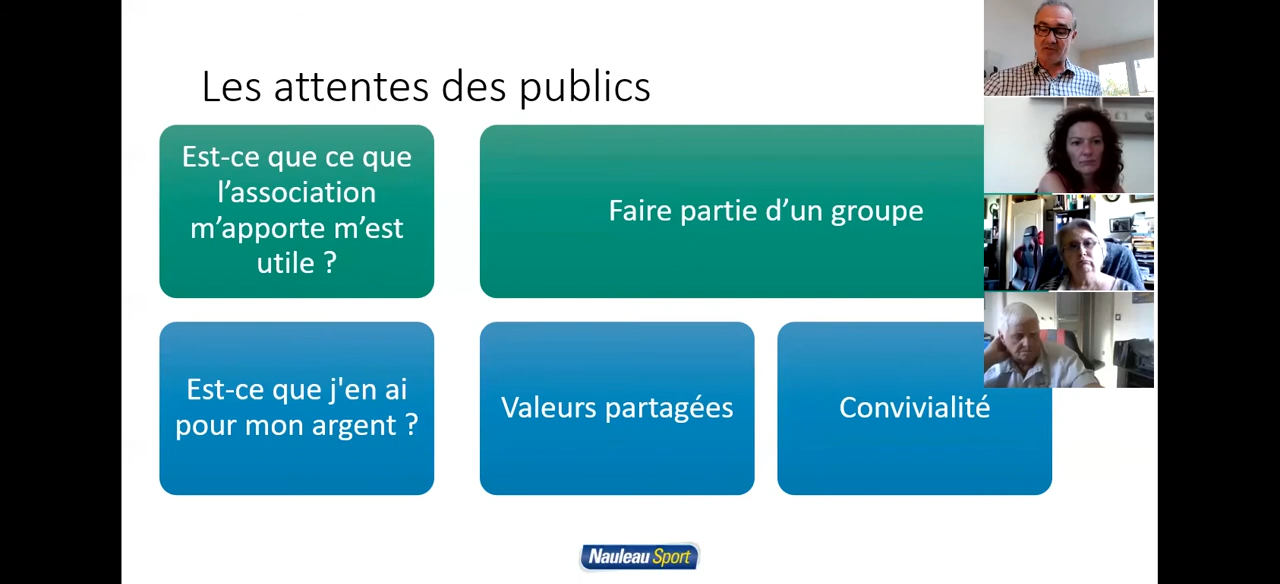 Les attentes des publics
Est-ce que ce que
l’association
m’apporte m’est
utile ?
Faire partie d’un groupe
Est-ce que j'en ai
pour mon argent ?
Valeurs partagées
Convivialité
Nauleau Sport